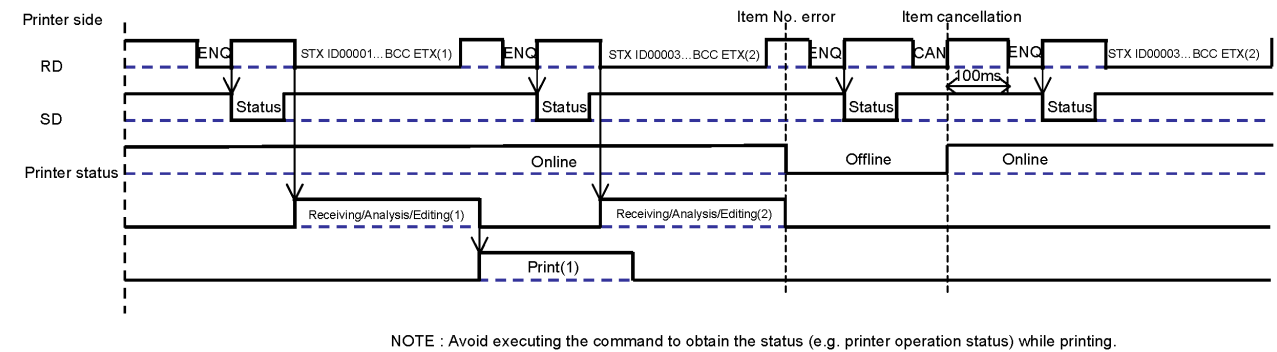 Printer side
Item No. error
Item cancellation
RD
ENQ
STX ID00001...BCC ETX(1)
ENQ
STX ID00003...BCC ETX(2)
ENQ
CAN
ENQ
STX ID00003...BCC ETX(2)
100ms
SD
Status
Status
Status
Status
Printer status
Online
Offline
Online
Receiving/Analysis/Editing(1)
Receiving/Analysis/Editing(2)
Print(1)
NOTE : Avoid executing the command to obtain the status (e.g. printer operation status) while printing.